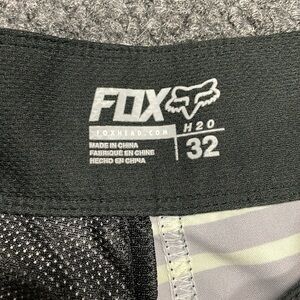 FOX
FOXHEAD.COM
H2O
MADE IN CHINA
FABRIQUÉ EN CHINE
HECHO EN CHINA
32